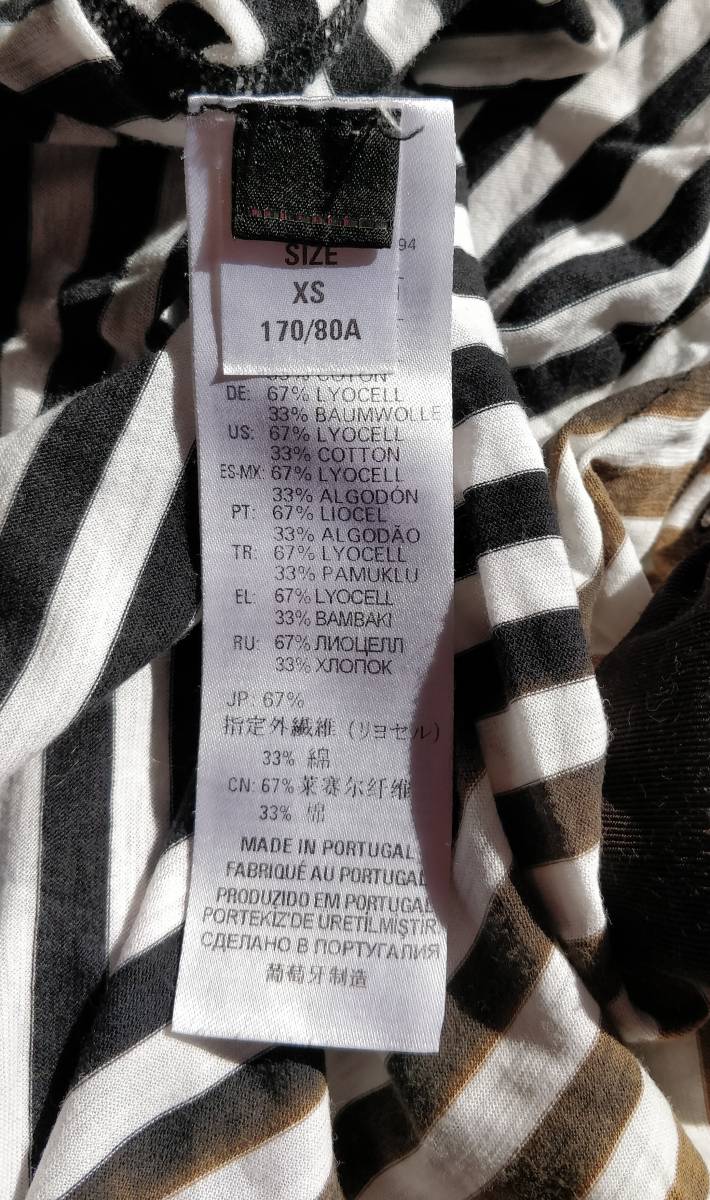 94
SIZE
XS
170/80A
33% COTON
DE: 67% LYOCELL
33% BAUMWOLLE
US: 67% LYOCELL
33% COTTON
ES-MX: 67% LYOCELL
33% ALGODÓN
PT: 67% LIOCEL
33% ALGODÃO
TR: 67% LYOCELL
33% PAMUKLU
EL: 67% LYOCELL
33% BAMBAKI
RU: 67% ЛИОЦЕЛЛ
33% ХЛОПОК
JP: 67%
指定外繊維 (リヨセル)
33% 綿
CN: 67% 莱赛尔纤维
33% 棉
MADE IN PORTUGAL
FABRIQUÉ AU PORTUGAL
PRODUZIDO EM PORTUGAL
PORTEKİZ'DE URETİLMİŞTİR
СДЕЛАНО В ПОРТУГАЛИЯ
葡萄牙制造